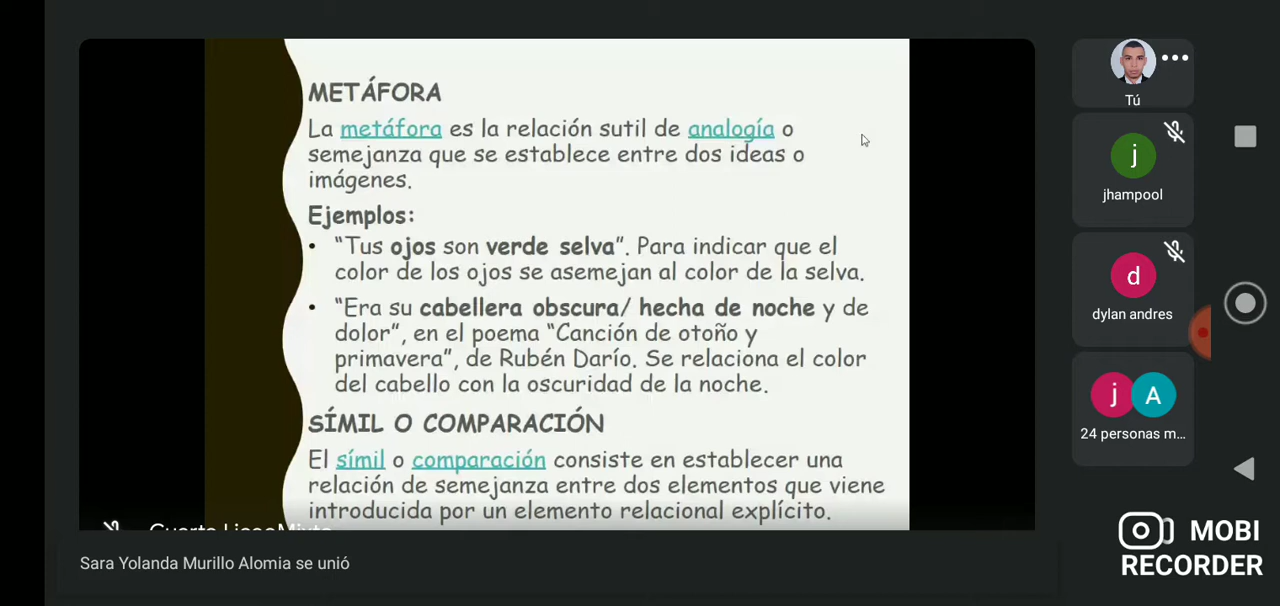 METÁFORA
La metáfora es la relación sutil de analogía o
semejanza que se establece entre dos ideas o
imágenes.
Ejemplos:
• “Tus ojos son verde selva”. Para indicar que el
color de los ojos se asemejan al color de la selva.
• “Era su cabellera obscura/ hecha de noche y de
dolor”, en el poema “Canción de otoño y
primavera”, de Rubén Darío. Se relaciona el color
del cabello con la oscuridad de la noche.
SÍMIL O COMPARACIÓN
El símil o comparación consiste en establecer una
relación de semejanza entre dos elementos que viene
introducida por un elemento relacional explícito.
Cuarto LiceoMixto
Sara Yolanda Murillo Alomia se unió
Tú
j
jhampool
d
dylan andres
j A
24 personas m...
MOBI
RECORDER